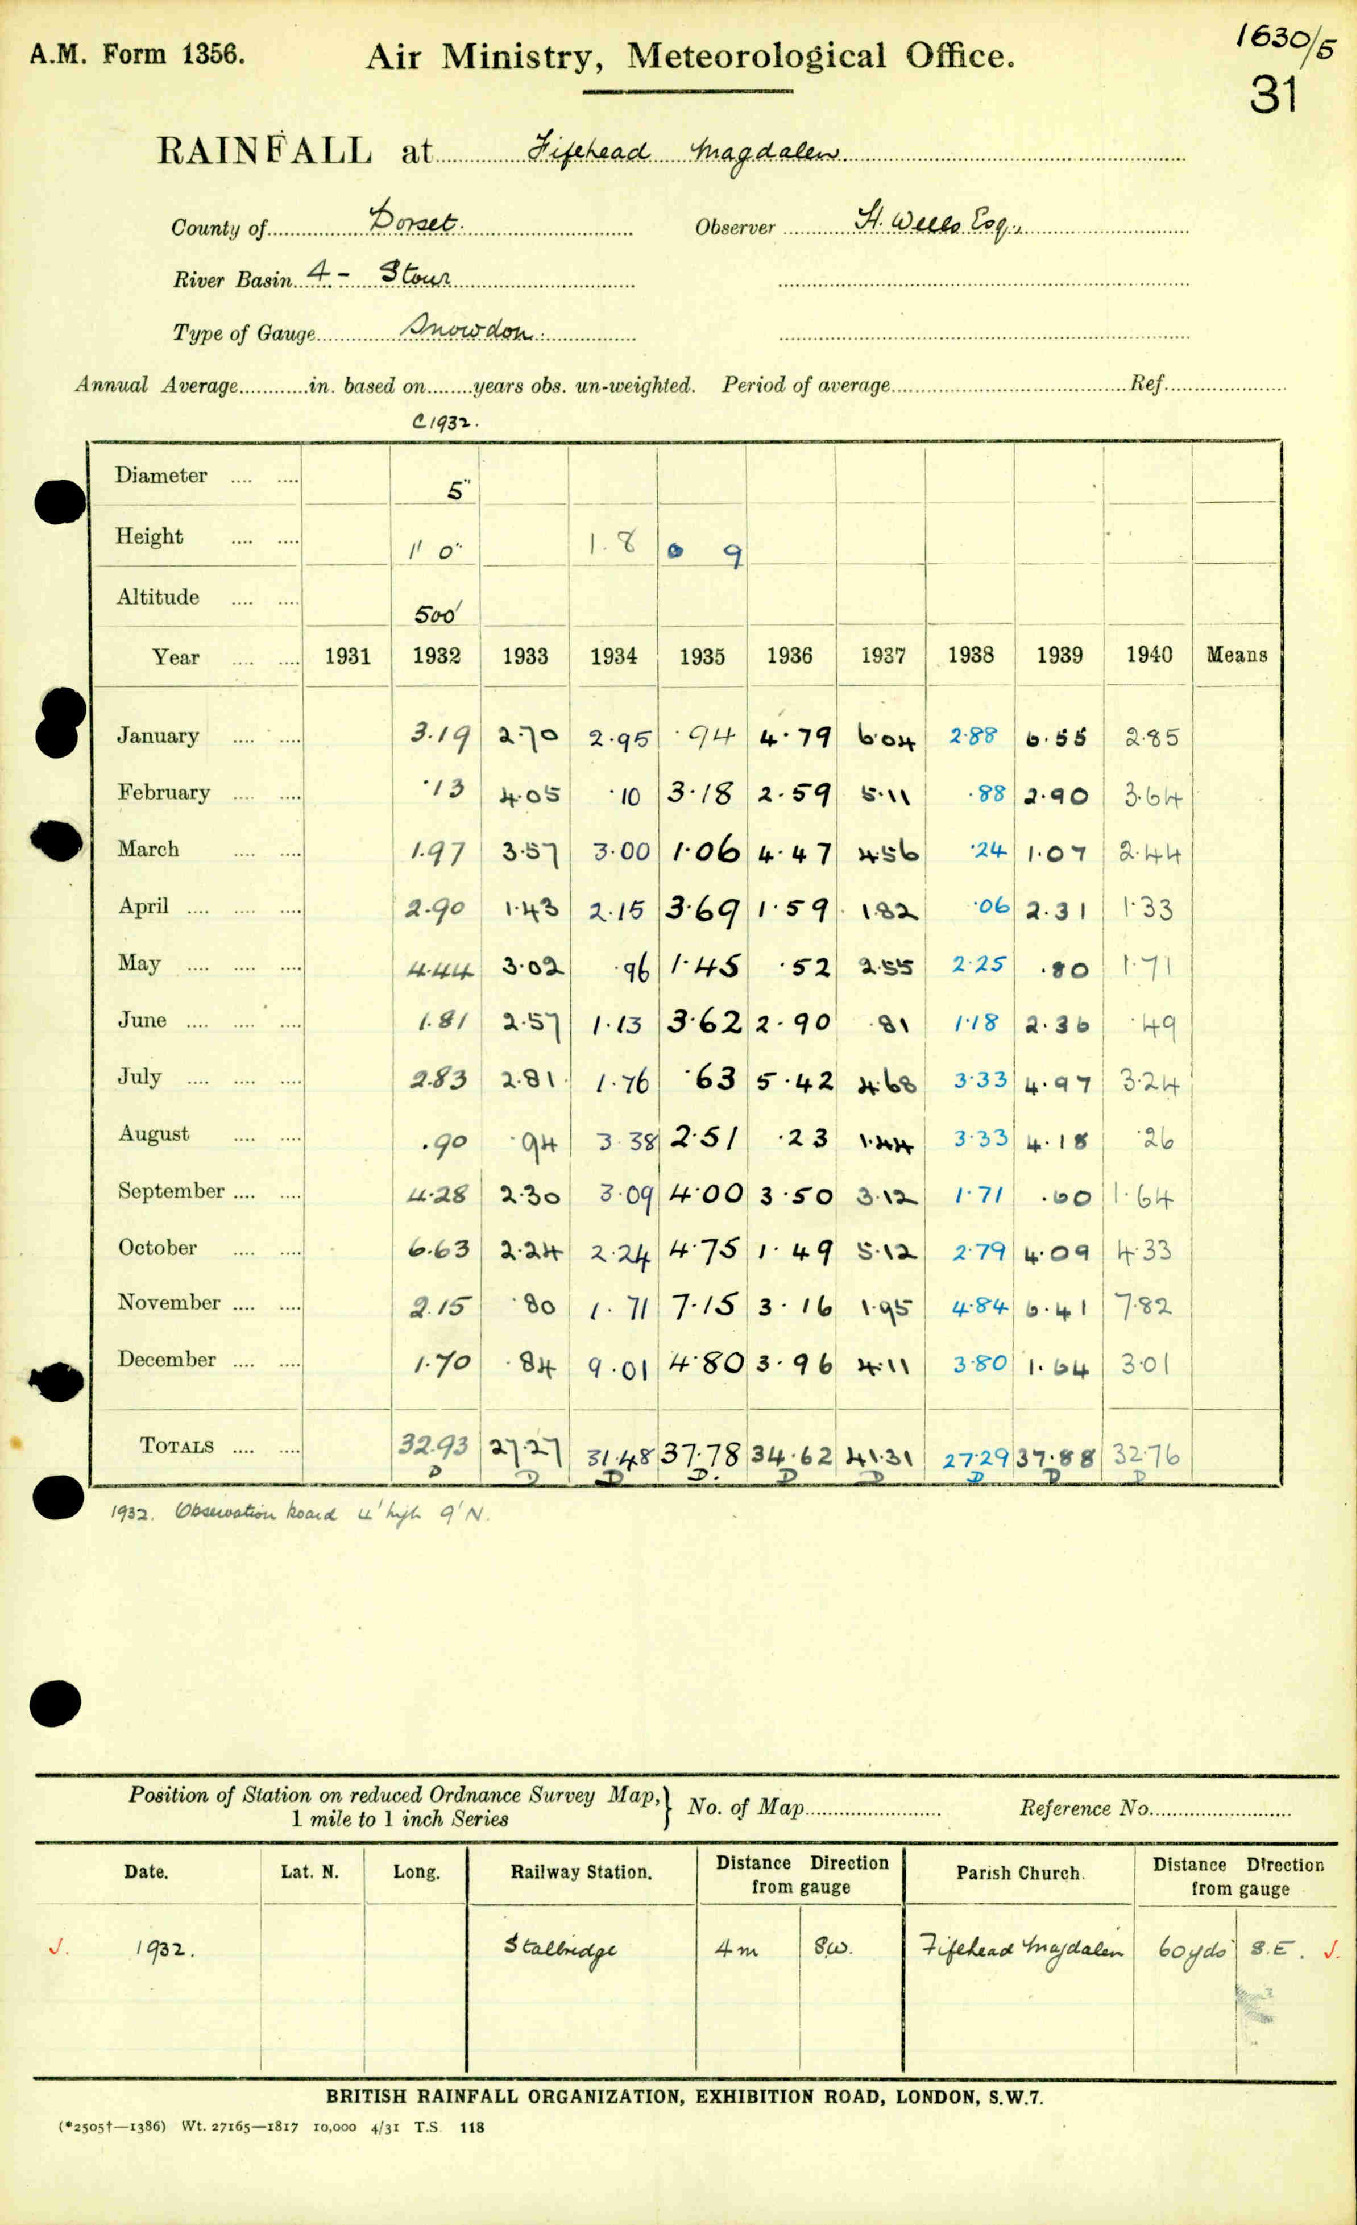 1630/5
A.M. Form 1356. Air Ministry, Meteorological Office.
31
RAINFALL at Fifehead Magdalen
County of Dorset. Observer H. Wells Esq.,
River Basin 4 - Stour
Type of Gauge Snowdon.
Annual Average in. based on years obs. un-weighted. Period of average Ref.
C1932.
Diameter .... .... 5"
Height .... .... 1' 0" 1.8 0 9
Altitude .... .... 500'
Year .... .... 1931 1932 1933 1934 1935 1936 1937 1938 1939 1940 Means
January .... .... 3.19 2.70 2.95 .94 4.79 6.04 2.88 6.55 2.85
February .... .... .13 4.05 .10 3.18 2.59 5.11 .88 2.90 3.64
March .... .... 1.97 3.57 3.00 1.06 4.47 4.56 .24 1.07 2.44
April .... .... .... 2.90 1.43 2.15 3.69 1.59 1.82 .06 2.31 1.33
May .... .... .... 4.44 3.02 .96 1.45 .52 2.55 2.25 .80 1.71
June .... .... .... 1.81 2.57 1.13 3.62 2.90 .81 1.18 2.36 .49
July .... .... .... 2.83 2.81 1.76 .63 5.42 4.68 3.33 4.97 3.24
August .... .... .90 .94 3.38 2.51 .23 1.44 3.33 4.18 .26
September .... .... 4.28 2.30 3.09 4.00 3.50 3.12 1.71 .60 1.64
October .... .... 6.63 2.24 2.24 4.75 1.49 5.12 2.79 4.09 4.33
November .... .... 2.15 .80 1.71 7.15 3.16 1.95 4.84 6.41 7.82
December .... .... 1.70 .84 9.01 4.80 3.96 4.11 3.80 1.64 3.01
TOTALS .... .... 32.93 27.27 31.48 37.78 34.62 41.31 27.29 37.88 32.76
D D D D. D D D D D
1932. Observation board 4' high 9' N.
Position of Station on reduced Ordnance Survey Map, } No. of Map Reference No.
1 mile to 1 inch Series
Date. Lat. N. Long. Railway Station. Distance Direction from gauge Parish Church. Distance Direction from gauge
1932. Stalbridge 4 m SW. Fifehead Magdalen 60 yds S.E.
BRITISH RAINFALL ORGANIZATION, EXHIBITION ROAD, LONDON, S.W.7.
(*2505†—1386) Wt. 27165—1817 10,000 4/31 T.S. 118